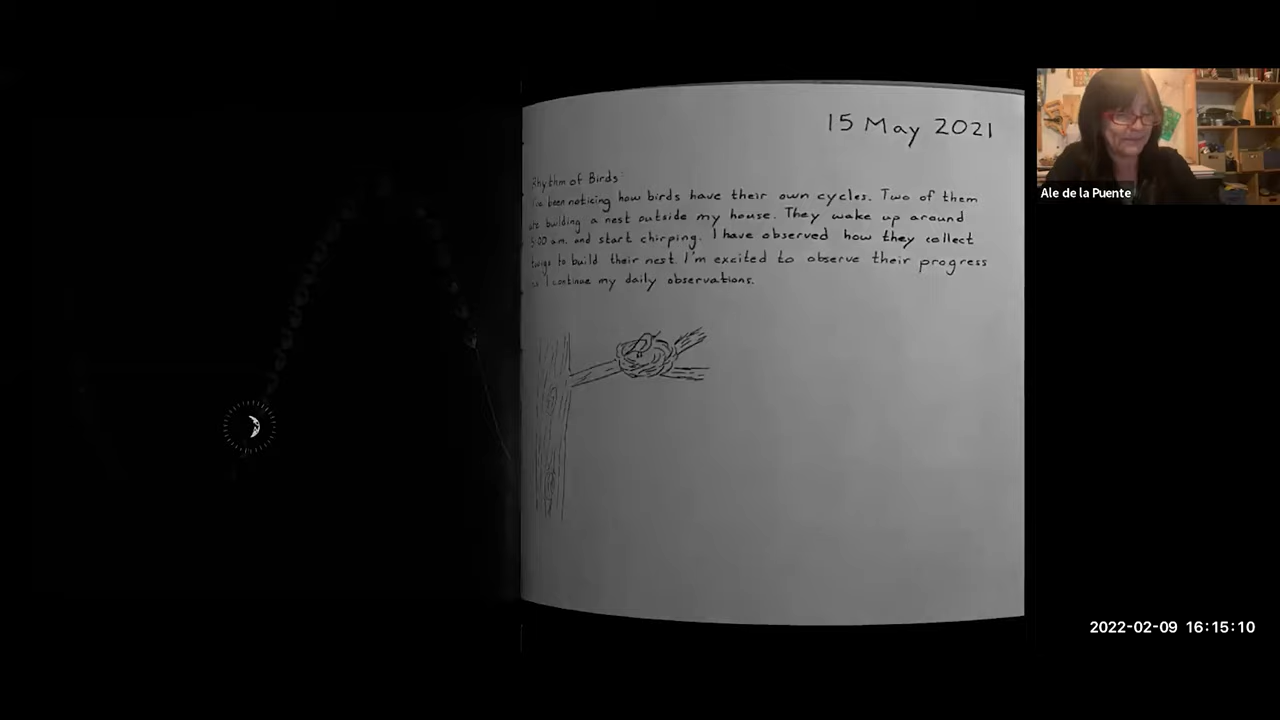 15 May 2021
Rhythm of Birds:
I've been noticing how birds have their own cycles. Two of them
are building a nest outside my house. They wake up around
5:00 a.m. and start chirping. I have observed how they collect
twigs to build their nest. I'm excited to observe their progress
as I continue my daily observations.
Ale de la Puente
2022-02-09 16:15:10